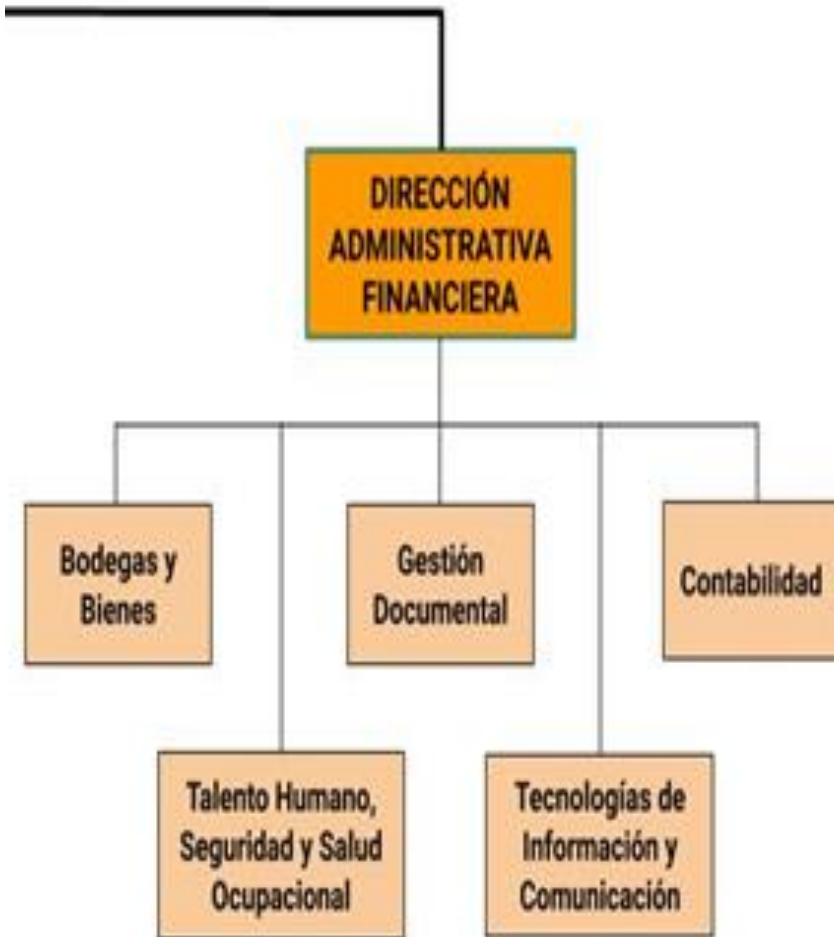 DIRECCIÓN
ADMINISTRATIVA
FINANCIERA
Bodegas y
Bienes
Gestión
Documental
Contabilidad
Talento Humano,
Seguridad y Salud
Ocupacional
Tecnologías de
Información y
Comunicación